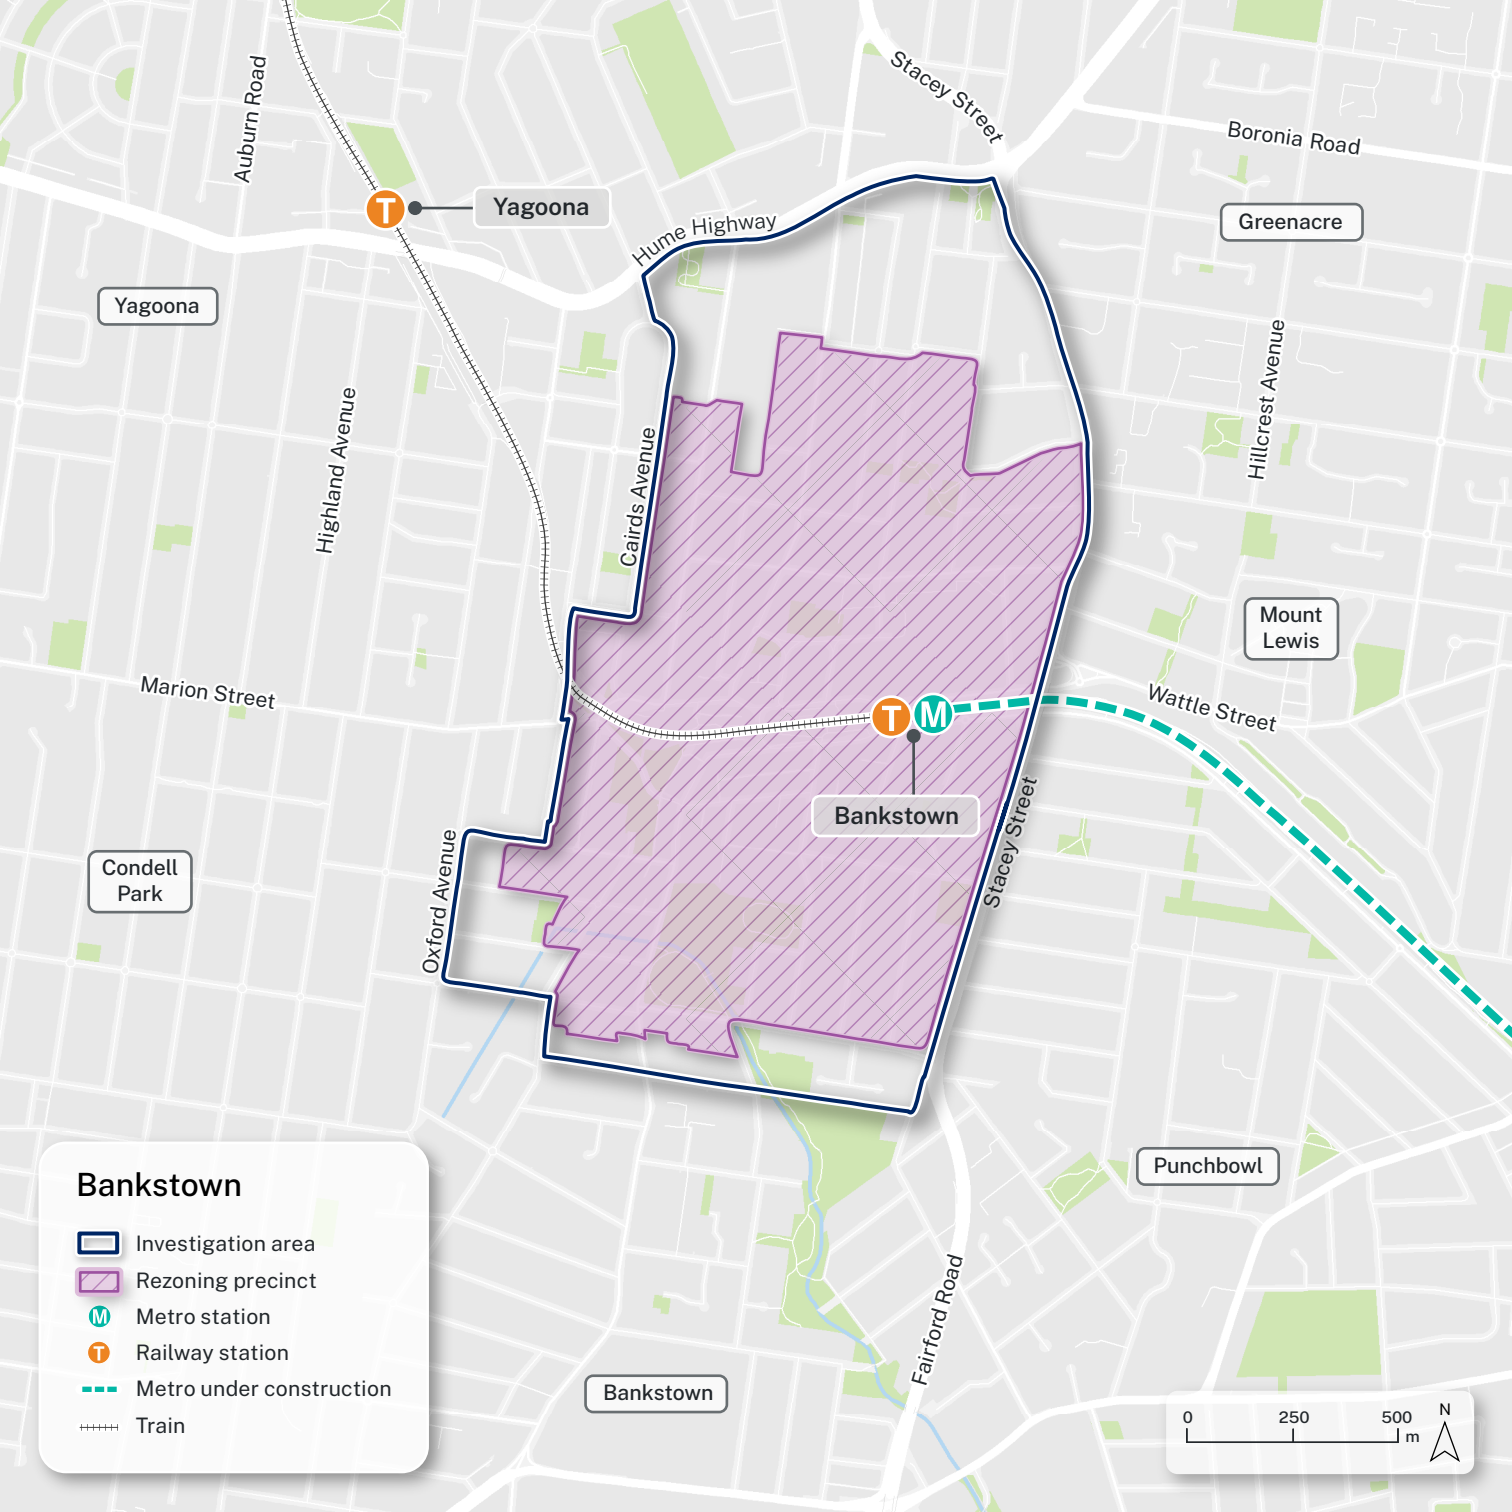 Stacey Street
Auburn Road
Boronia Road
T
Yagoona
Hume Highway
Greenacre
Yagoona
Hillcrest Avenue
Highland Avenue
Cairds Avenue
Mount
Lewis
Marion Street
Wattle Street
T
M
Bankstown
Stacey Street
Oxford Avenue
Condell
Park
Punchbowl
Fairford Road
Bankstown
Bankstown
Investigation area
Rezoning precinct
M Metro station
T Railway station
Metro under construction
Train
0 250 500
m
N